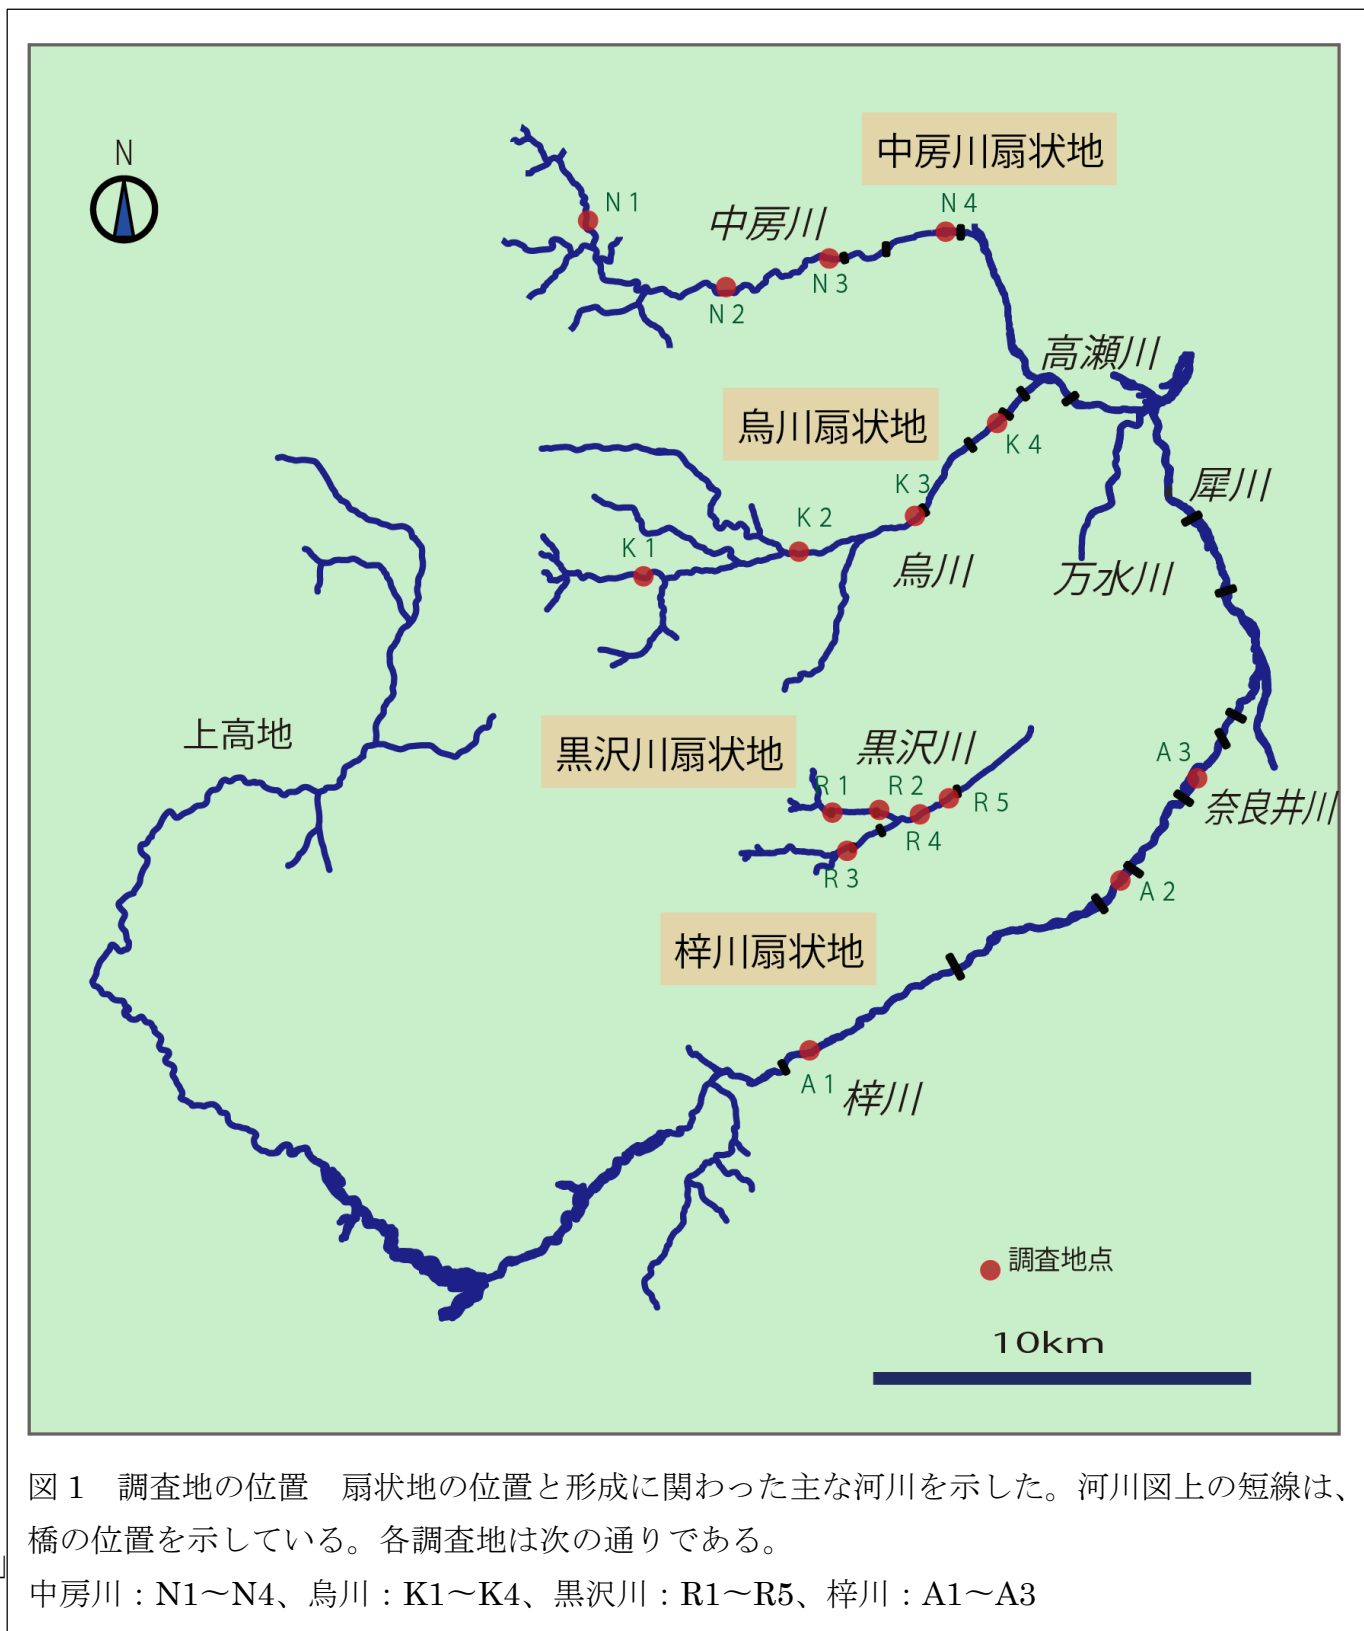 N
中房川扇状地
N 1
中房川
N 4
N 3
N 2
高瀬川
烏川扇状地
K 4
犀川
K 3
K 2
K 1
烏川
万水川
上高地
黒沢川扇状地
黒沢川
A 3
R 1
R 2
R 5
奈良井川
R 4
R 3
A 2
梓川扇状地
A 1
梓川
調査地点
10km
図 1　調査地の位置　扇状地の位置と形成に関わった主な河川を示した。河川図上の短線は、
橋の位置を示している。各調査地は次の通りである。
中房川：N1～N4、烏川：K1～K4、黒沢川：R1～R5、梓川：A1～A3